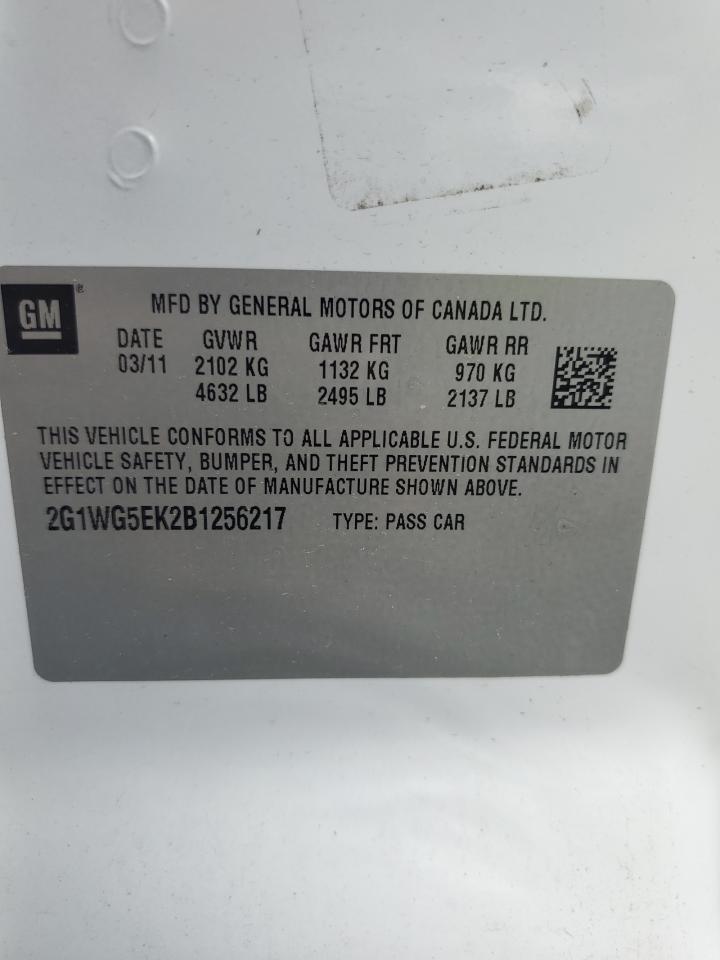 GM®
MFD BY GENERAL MOTORS OF CANADA LTD.
DATE GVWR GAWR FRT GAWR RR
03/11 2102 KG 1132 KG 970 KG
4632 LB 2495 LB 2137 LB
THIS VEHICLE CONFORMS TO ALL APPLICABLE U.S. FEDERAL MOTOR
VEHICLE SAFETY, BUMPER, AND THEFT PREVENTION STANDARDS IN
EFFECT ON THE DATE OF MANUFACTURE SHOWN ABOVE.
2G1WG5EK2B1256217 TYPE: PASS CAR